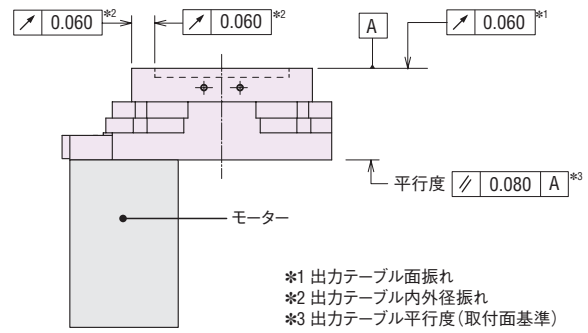 ↗ 0.060 *2
↗ 0.060 *2
A
↗ 0.060 *1
平行度 ⫽ 0.080 A *3
モーター
*1 出力テーブル面振れ
*2 出力テーブル内外径振れ
*3 出力テーブル平行度(取付面基準)